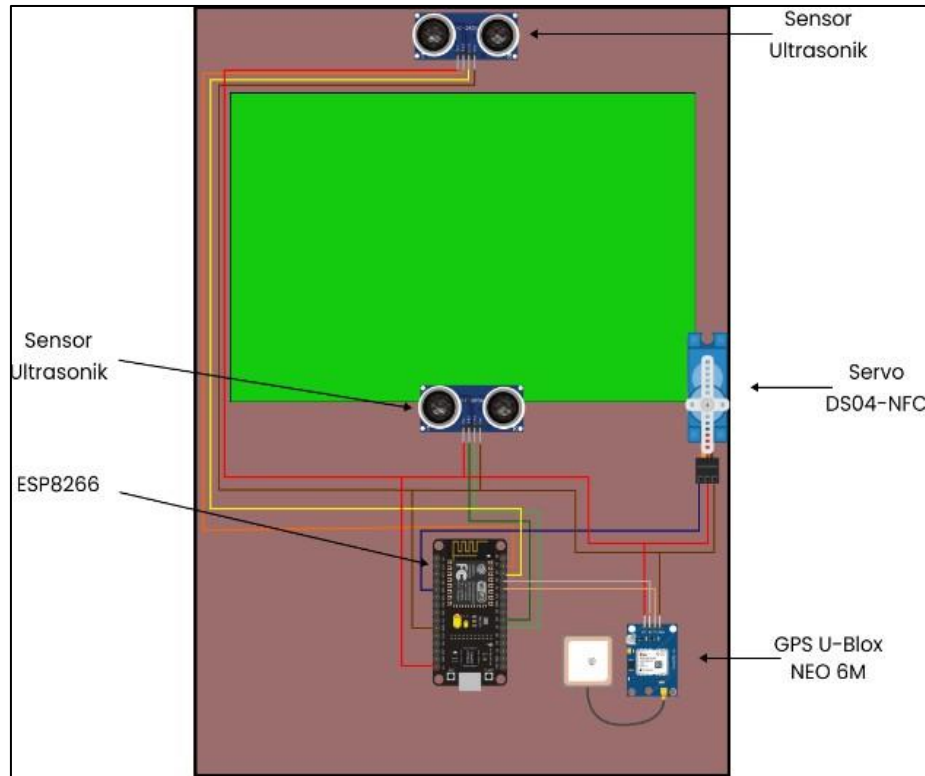 Sensor
Ultrasonik
Sensor
Ultrasonik
Servo
DS04-NFC
ESP8266
GPS U-Blox
NEO 6M